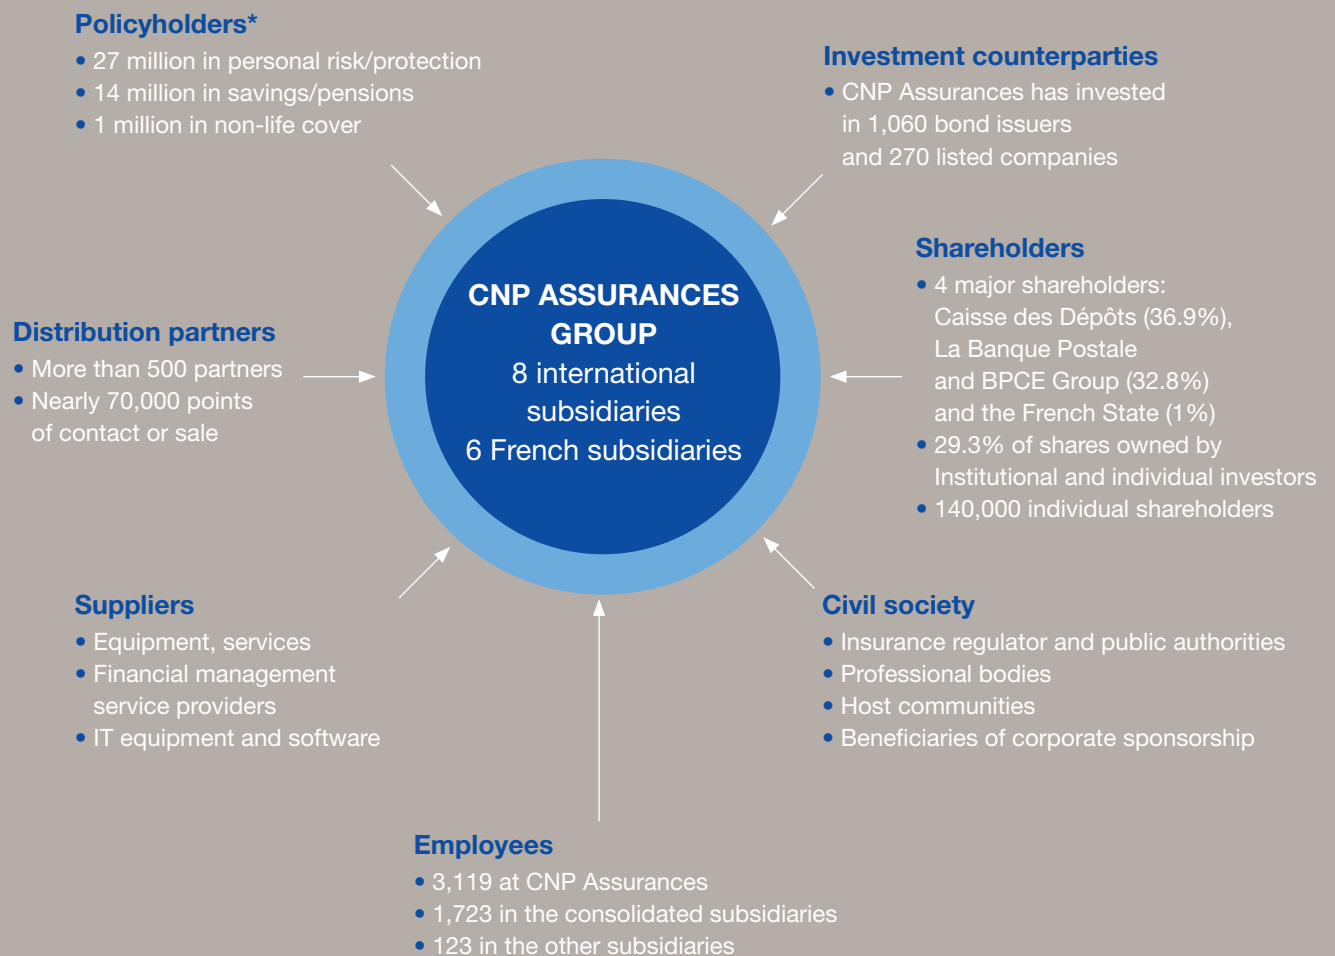 Policyholders*
• 27 million in personal risk/protection
• 14 million in savings/pensions
• 1 million in non-life cover
Investment counterparties
• CNP Assurances has invested
in 1,060 bond issuers
and 270 listed companies
Shareholders
• 4 major shareholders:
Caisse des Dépôts (36.9%),
La Banque Postale
and BPCE Group (32.8%)
and the French State (1%)
• 29.3% of shares owned by
Institutional and individual investors
• 140,000 individual shareholders
CNP ASSURANCES
GROUP
8 international
subsidiaries
6 French subsidiaries
Distribution partners
• More than 500 partners
• Nearly 70,000 points
of contact or sale
Suppliers
• Equipment, services
• Financial management
service providers
• IT equipment and software
Civil society
• Insurance regulator and public authorities
• Professional bodies
• Host communities
• Beneficiaries of corporate sponsorship
Employees
• 3,119 at CNP Assurances
• 1,723 in the consolidated subsidiaries
• 123 in the other subsidiaries